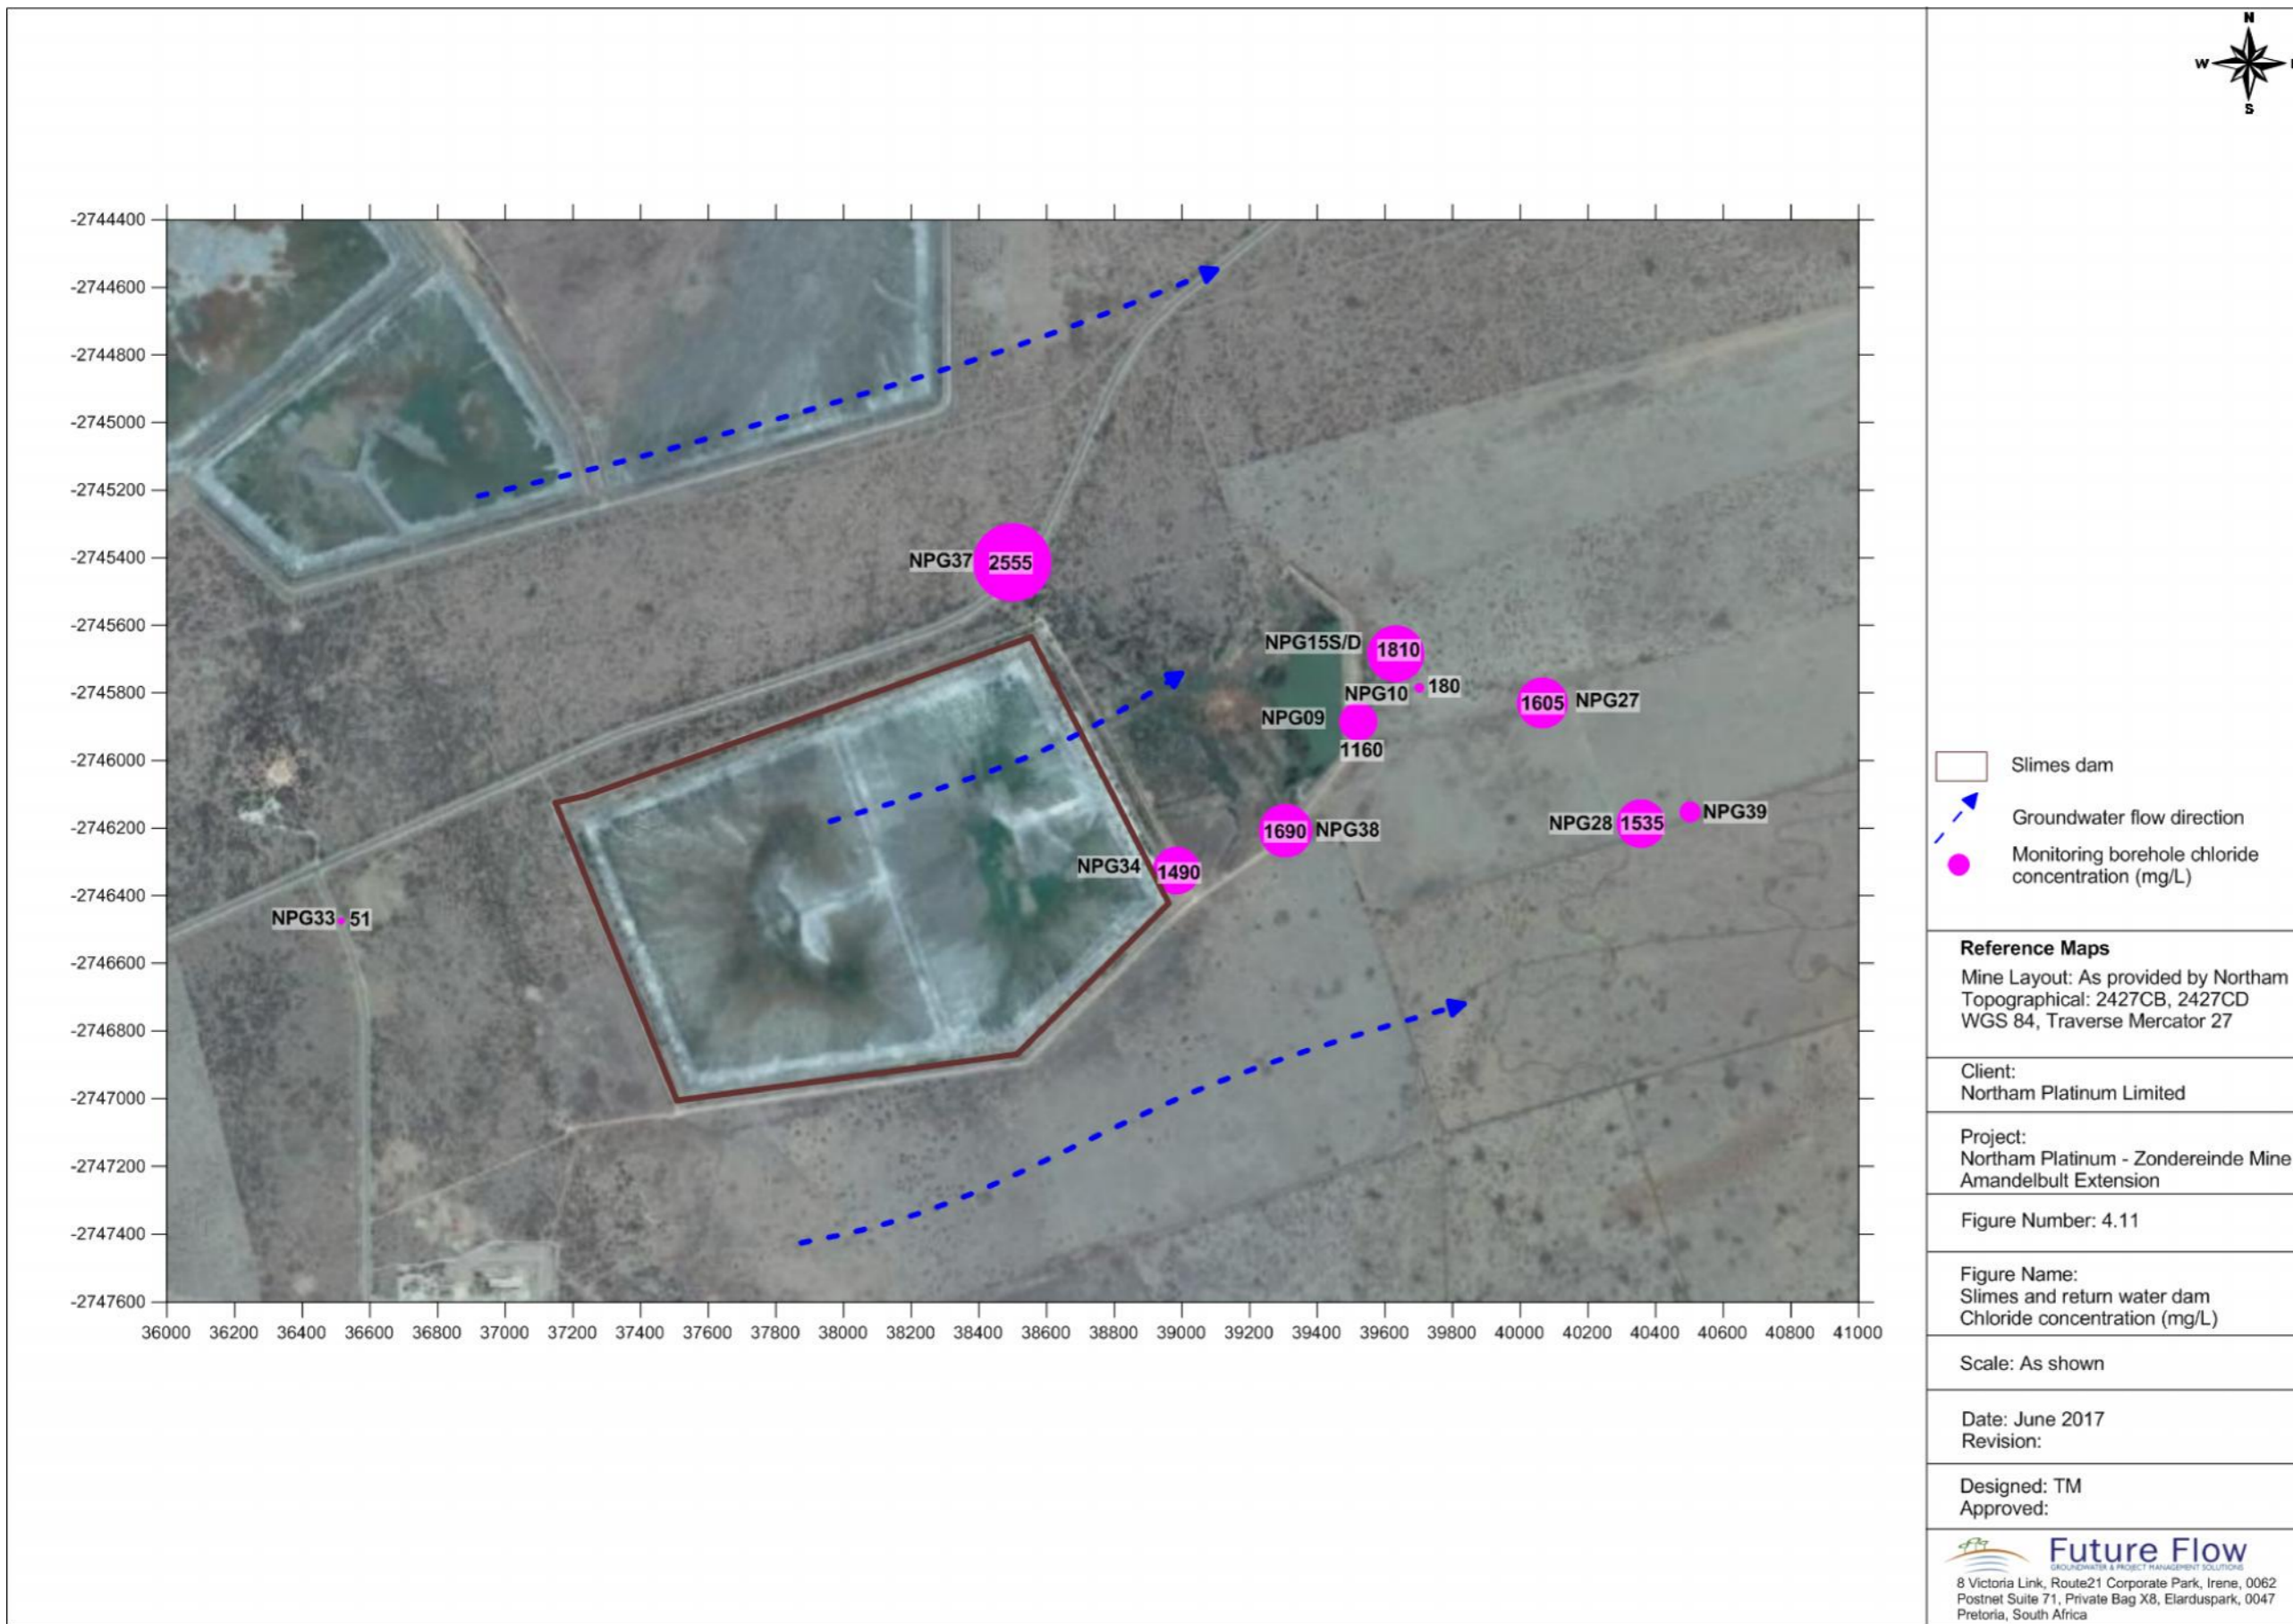 N
W
S
-2744400
-2744600
-2744800
-2745000
-2745200
-2745400
-2745600
-2745800
-2746000
-2746200
-2746400
-2746600
-2746800
-2747000
-2747200
-2747400
-2747600
36000 36200 36400 36600 36800 37000 37200 37400 37600 37800 38000 38200 38400 38600 38800 39000 39200 39400 39600 39800 40000 40200 40400 40600 40800 41000
NPG37 2555
NPG15S/D 1810
NPG10 180
NPG09
1160
1605 NPG27
1690 NPG38
NPG28 1535
NPG39
NPG34 1490
NPG33 51
Slimes dam
Groundwater flow direction
Monitoring borehole chloride
concentration (mg/L)
Reference Maps
Mine Layout: As provided by Northam
Topographical: 2427CB, 2427CD
WGS 84, Traverse Mercator 27
Client:
Northam Platinum Limited
Project:
Northam Platinum - Zondereinde Mine
Amandelbult Extension
Figure Number: 4.11
Figure Name:
Slimes and return water dam
Chloride concentration (mg/L)
Scale: As shown
Date: June 2017
Revision:
Designed: TM
Approved:
Future Flow
GROUNDWATER & PROJECT MANAGEMENT SOLUTIONS
8 Victoria Link, Route21 Corporate Park, Irene, 0062
Postnet Suite 71, Private Bag X8, Elarduspark, 0047
Pretoria, South Africa